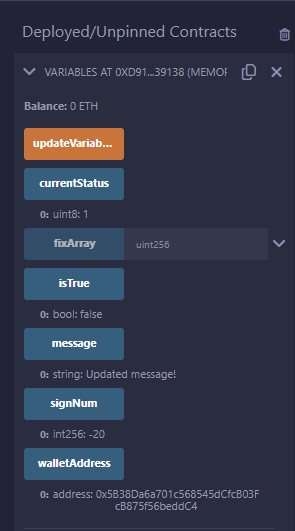 Deployed/Unpinned Contracts
VARIABLES AT 0XD91...39138 (MEMOR
Balance: 0 ETH
updateVariab...
currentStatus
0: uint8: 1
fixArray uint256
isTrue
0: bool: false
message
0: string: Updated message!
signNum
0: int256: -20
walletAddress
0: address: 0x5B38Da6a701c568545dCfcB03F
cB875f56beddC4